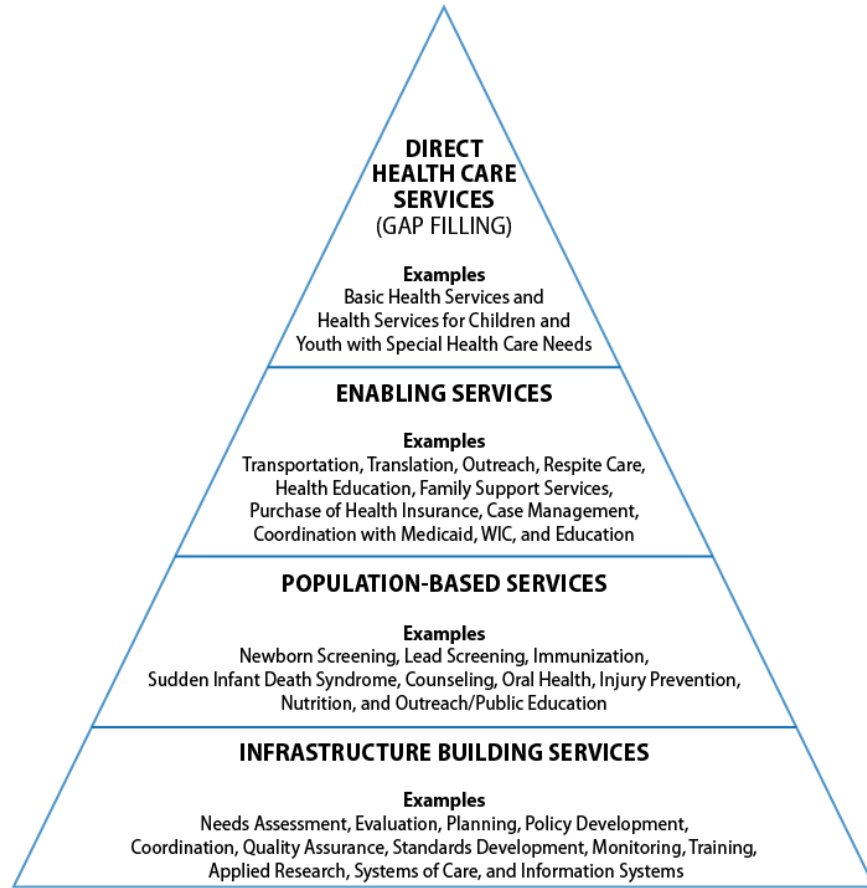 DIRECT
HEALTH CARE
SERVICES
(GAP FILLING)
Examples
Basic Health Services and
Health Services for Children and
Youth with Special Health Care Needs
ENABLING SERVICES
Examples
Transportation, Translation, Outreach, Respite Care,
Health Education, Family Support Services,
Purchase of Health Insurance, Case Management,
Coordination with Medicaid, WIC, and Education
POPULATION-BASED SERVICES
Examples
Newborn Screening, Lead Screening, Immunization,
Sudden Infant Death Syndrome, Counseling, Oral Health, Injury Prevention,
Nutrition, and Outreach/Public Education
INFRASTRUCTURE BUILDING SERVICES
Examples
Needs Assessment, Evaluation, Planning, Policy Development,
Coordination, Quality Assurance, Standards Development, Monitoring, Training,
Applied Research, Systems of Care, and Information Systems